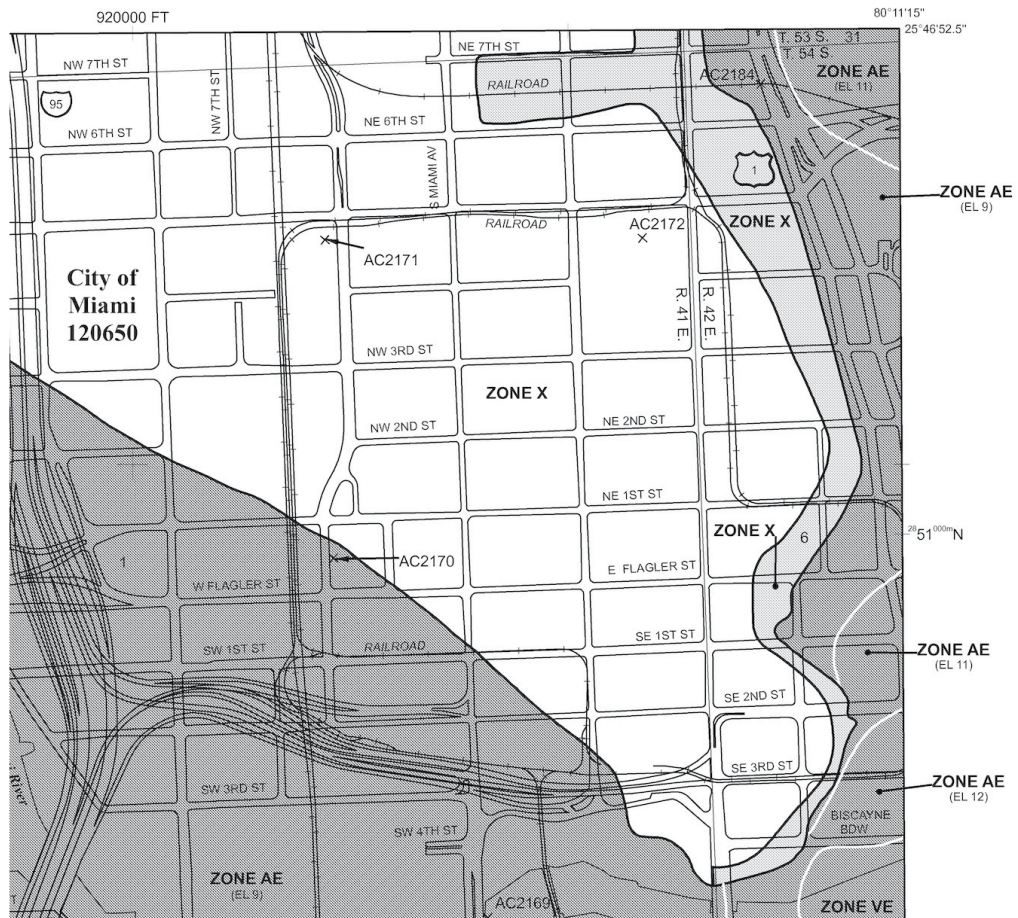 920000 FT
80°11'15"
25°46'52.5"
NE 7TH ST
T. 53 S. 31
T. 54 S
NW 7TH ST
NW 7TH ST
RAILROAD
AC2184
ZONE AE
(EL 11)
95
NW 6TH ST
NE 6TH ST
S MIAMI AV
1
ZONE AE
(EL 9)
RAILROAD
AC2172
ZONE X
AC2171
City of
Miami
120650
R. 41 E.
R. 42 E.
NW 3RD ST
ZONE X
NW 2ND ST
NE 2ND ST
NE 1ST ST
ZONE X
6
28 51 000m N
1
AC2170
E FLAGLER ST
W FLAGLER ST
SE 1ST ST
SW 1ST ST
RAILROAD
ZONE AE
(EL 11)
SE 2ND ST
SE 3RD ST
SW 3RD ST
ZONE AE
(EL 12)
River
BISCAYNE
BDW
SW 4TH ST
ZONE AE
(EL 9)
AC2169
ZONE VE